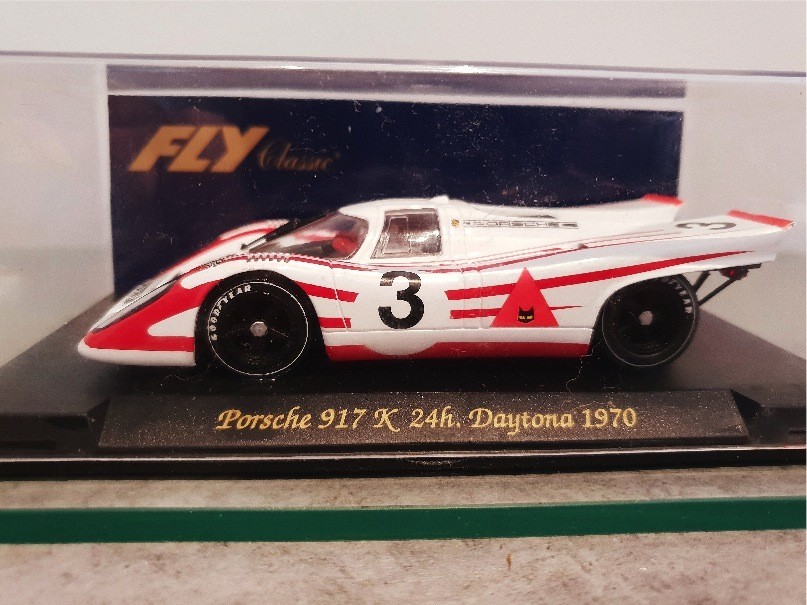 FLY Classic
PORSCHE
3
3
GOODYEAR
GOODYEAR
Porsche 917 K 24h. Daytona 1970